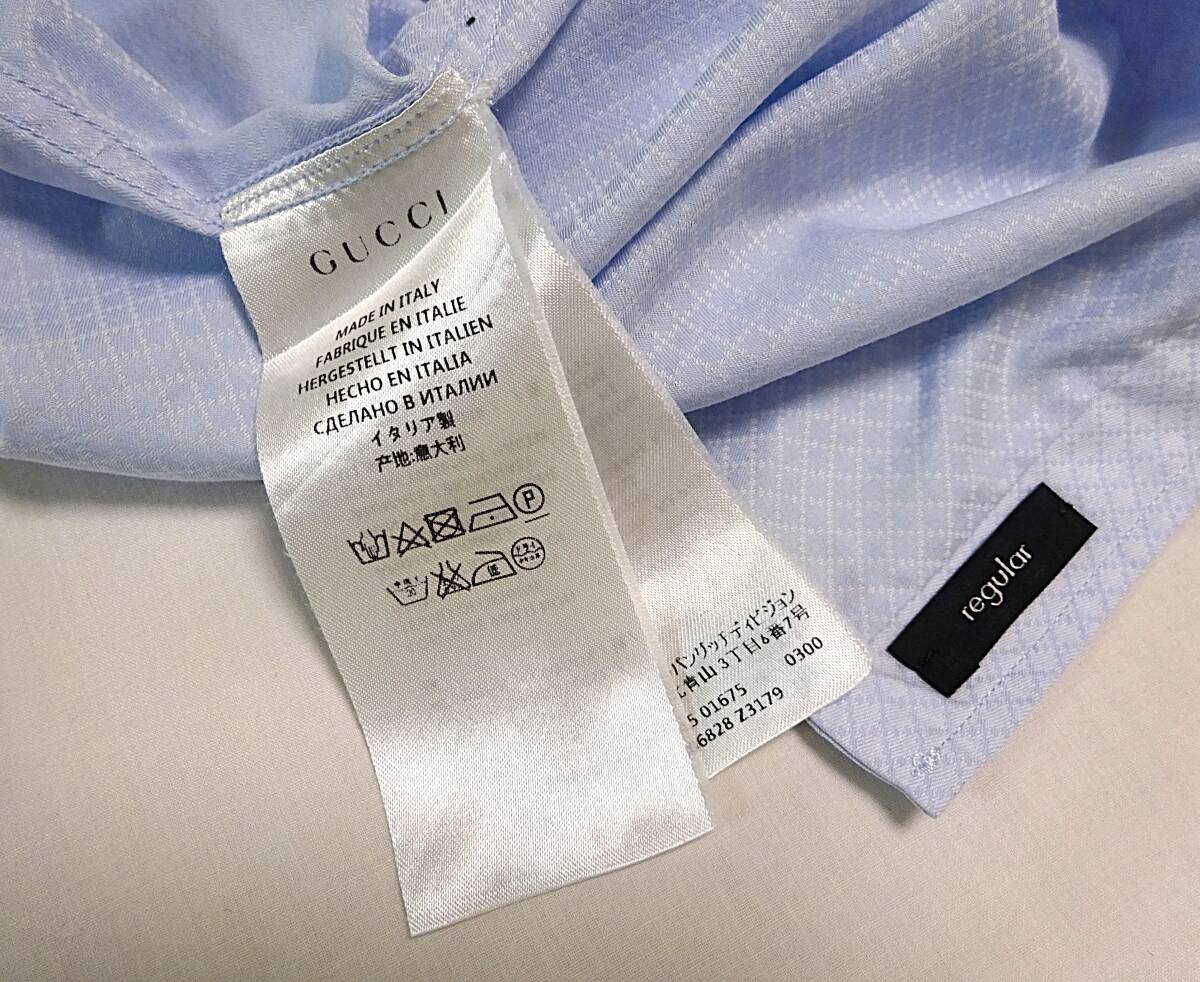 GUCCI
MADE IN ITALY
FABRIQUE EN ITALIE
HERGESTELLT IN ITALIEN
HECHO EN ITALIA
СДЕЛАНО В ИТАЛИИ
イタリア製
产地:意大利
P
30
パングッチディビジョン
青山3丁目6番7号
5 01675 0300
6828 Z3179
regular